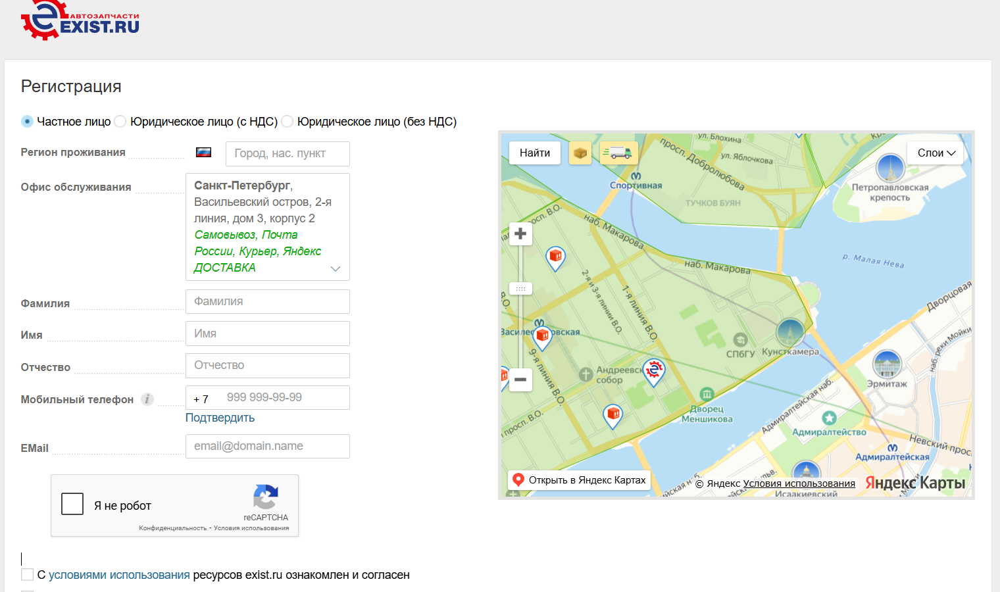 АВТОЗАПЧАСТИ
EXIST.RU
Регистрация
Частное лицо
Юридическое лицо (с НДС)
Юридическое лицо (без НДС)
Регион проживания
Город, нас. пункт
Офис обслуживания
Санкт-Петербург,
Васильевский остров, 2-я
линия, дом 3, корпус 2
Самовывоз, Почта
России, Курьер, Яндекс
ДОСТАВКА
Фамилия
Фамилия
Имя
Имя
Отчество
Отчество
Мобильный телефон i
+ 7 999 999-99-99
Подтвердить
EMail
email@domain.name
Я не робот
reCAPTCHA
Конфиденциальность - Условия использования
С условиями использования ресурсов exist.ru ознакомлен и согласен
Найти
Слои
ул. Блохина
просп. Добролюбова
ул. Яблочкова
Спортивная
ТУЧКОВ БУЯН
Петропавловская
крепость
просп. В.О.
наб. Макарова
наб. Макарова
р. Малая Нева
2-я и 3-я линии В.О.
1-я линия В.О.
Дворцовая
наб. реки Мойки
СПбГУ
Кунсткамера
9-я линия В.О.
Андреевск
собор
Эрмитаж
Дворец
Меншикова
Адмиралтейская наб.
Адмиралтейство
просп. В.О.
Невский прос
Адмиралтейская
Исаакиевский
Открыть в Яндекс Картах
© Яндекс Условия использования
Яндекс Карты